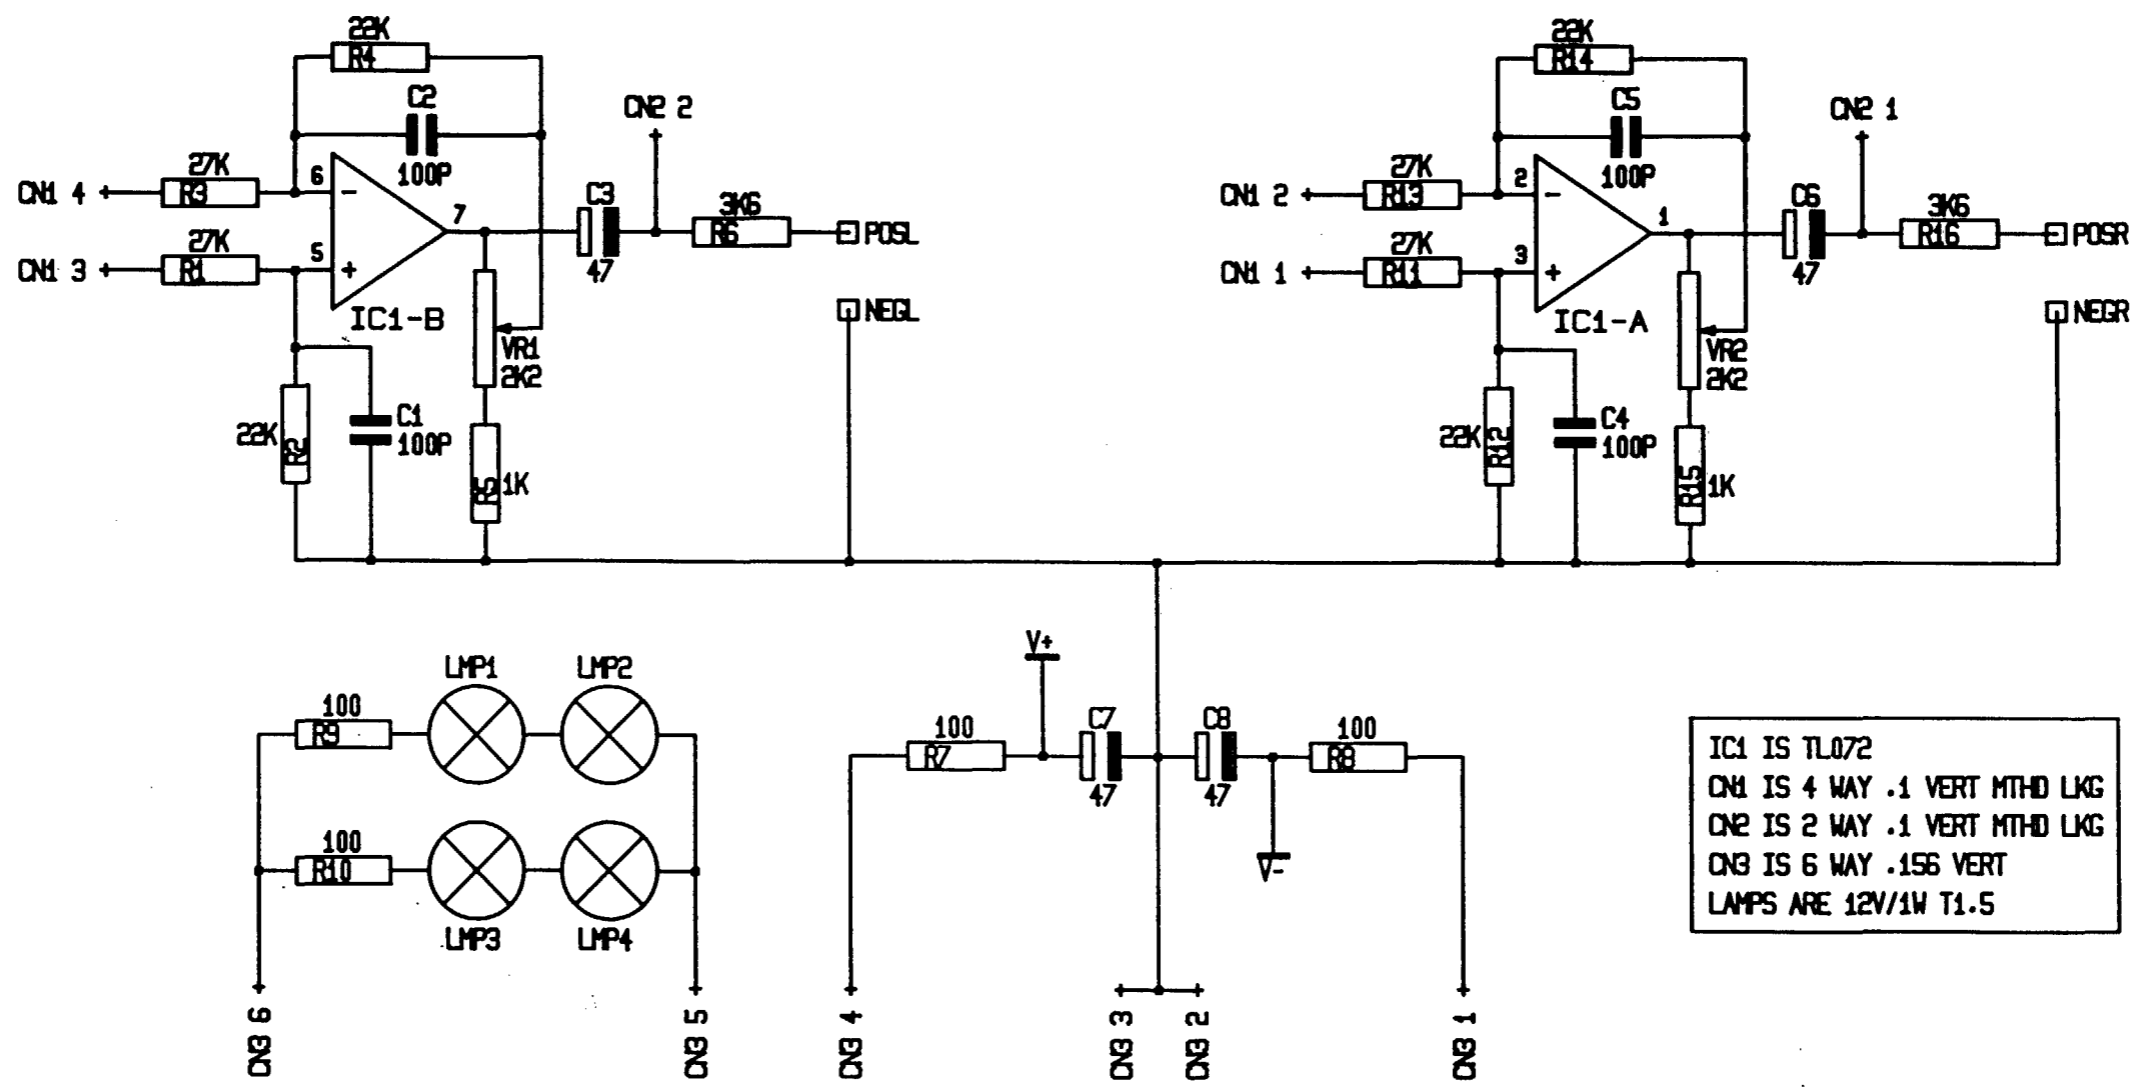 22K
R4
C2
100P
CN2 2
27K
CN1 4
R3
6
-
7
C3
47
3K6
R6
POSL
27K
CN1 3
R1
5
+
IC1-B
NEGL
VR1
2K2
22K
R2
C1
100P
R5
1K
22K
R14
C5
100P
CN2 1
27K
CN1 2
R13
2
-
1
C6
47
3K6
R16
POSR
27K
CN1 1
R11
3
+
IC1-A
NEGR
VR2
2K2
22K
R12
C4
100P
R15
1K
LMP1
LMP2
100
R9
100
R10
LMP3
LMP4
CN3 6
CN3 5
V+
100
R7
C7
47
C8
47
100
R8
V-
CN3 4
CN3 3
CN3 2
CN3 1
IC1 IS TL072
CN1 IS 4 WAY .1 VERT MTHD LKG
CN2 IS 2 WAY .1 VERT MTHD LKG
CN3 IS 6 WAY .156 VERT
LAMPS ARE 12V/1W T1.5